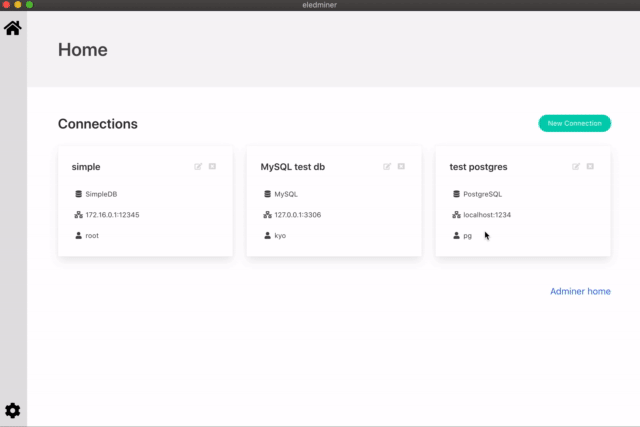 eledminer
Home
Connections
New Connection
simple
SimpleDB
172.16.0.1:12345
root
MySQL test db
MySQL
127.0.0.1:3306
kyo
test postgres
PostgreSQL
localhost:1234
pg
Adminer home